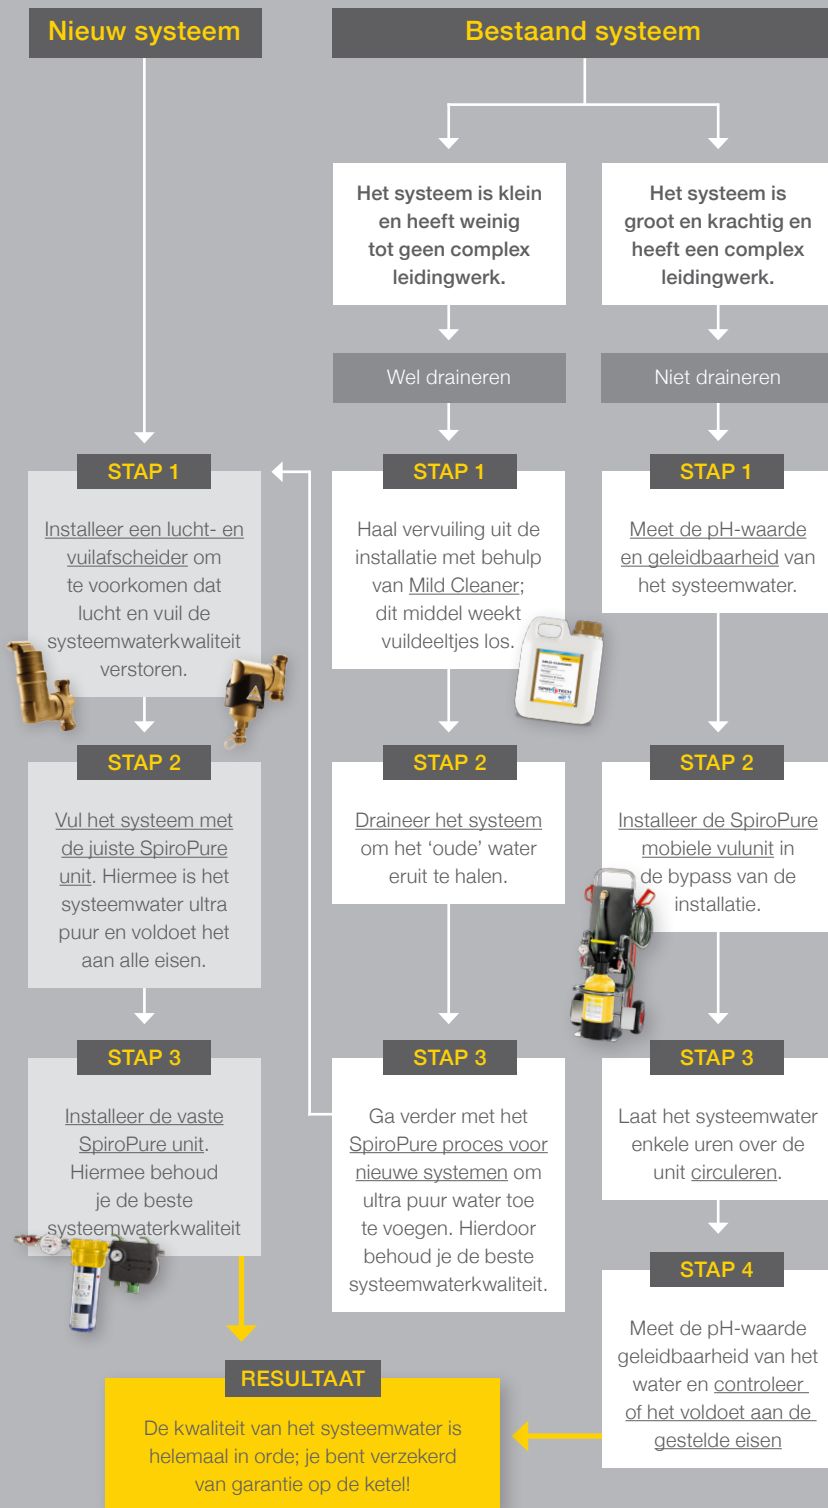 Nieuw systeem
Bestaand systeem
Het systeem is klein
en heeft weinig
tot geen complex
leidingwerk.
Het systeem is
groot en krachtig en
heeft een complex
leidingwerk.
Wel draineren
Niet draineren
STAP 1
Installeer een lucht- en
vuilafscheider om
te voorkomen dat
lucht en vuil de
systeemwaterkwaliteit
verstoren.
STAP 2
Vul het systeem met
de juiste SpiroPure
unit. Hiermee is het
systeemwater ultra
puur en voldoet het
aan alle eisen.
STAP 3
Installeer de vaste
SpiroPure unit.
Hiermee behoud
je de beste
systeemwaterkwaliteit
STAP 1
Haal vervuiling uit de
installatie met behulp
van Mild Cleaner;
dit middel weekt
vuildeeltjes los.
MILD CLEANER
STAP 2
Draineer het systeem
om het ‘oude’ water
eruit te halen.
STAP 3
Ga verder met het
SpiroPure proces voor
nieuwe systemen om
ultra puur water toe
te voegen. Hierdoor
behoud je de beste
systeemwaterkwaliteit.
STAP 1
Meet de pH-waarde
en geleidbaarheid van
het systeemwater.
STAP 2
Installeer de SpiroPure
mobiele vulunit in
de bypass van de
installatie.
STAP 3
Laat het systeemwater
enkele uren over de
unit circuleren.
STAP 4
Meet de pH-waarde
geleidbaarheid van het
water en controleer
of het voldoet aan de
gestelde eisen
RESULTAAT
De kwaliteit van het systeemwater is
helemaal in orde; je bent verzekerd
van garantie op de ketel!